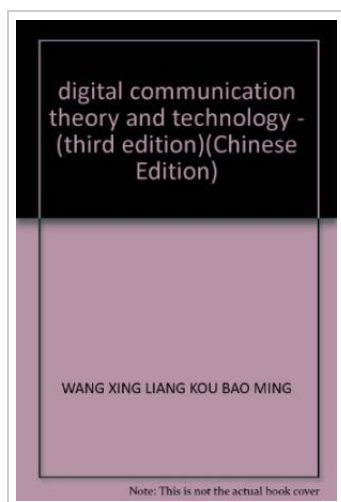 digital communication
theory and technology -
(third edition)(Chinese
Edition)
WANG XING LIANG KOU BAO MING
Note: This is not the actual book cover